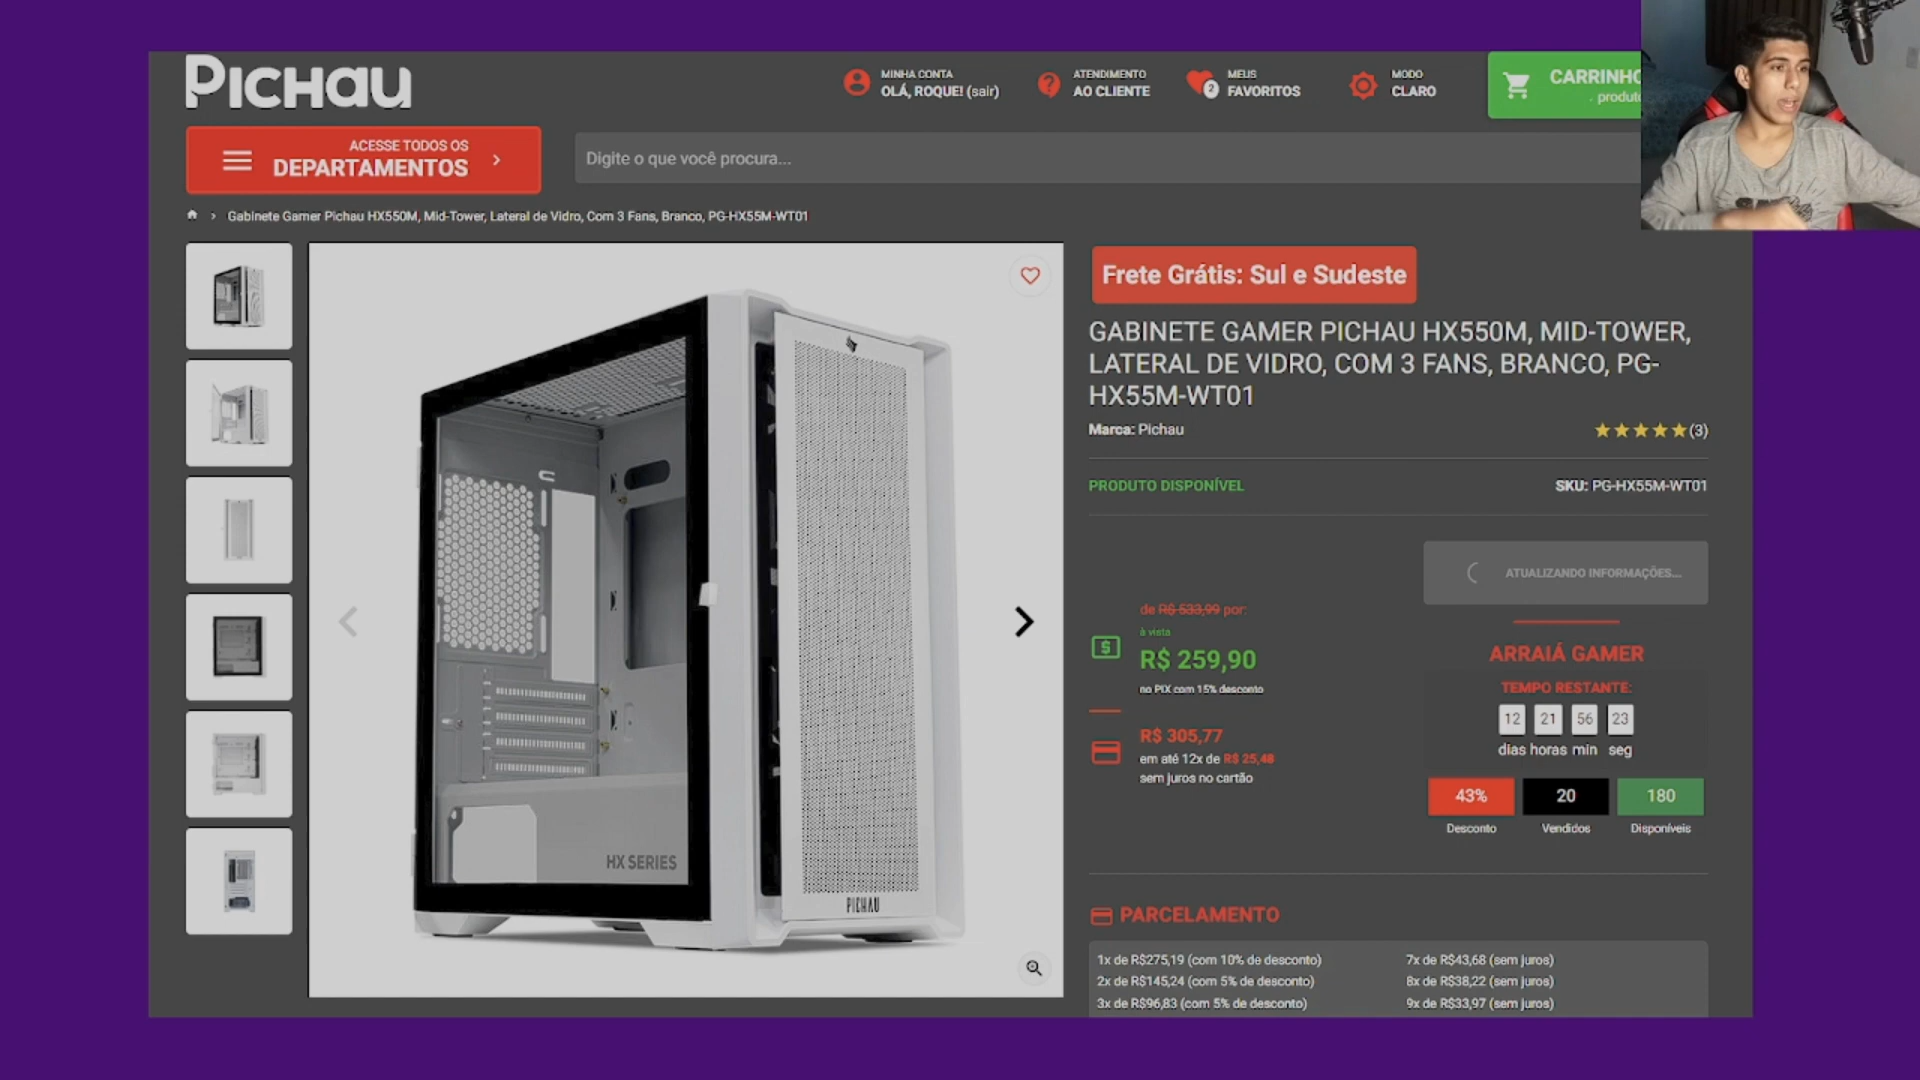 PICHAU
MINHA CONTA
OLÁ, ROQUE! (sair)
ATENDIMENTO
AO CLIENTE
2
MEUS
FAVORITOS
MODO
CLARO
CARRINHO
ACESSE TODOS OS
DEPARTAMENTOS
Digite o que você procura...
Gabinete Gamer Pichau HX550M, Mid-Tower, Lateral de Vidro, Com 3 Fans, Branco, PG-HX55M-WT01
Frete Grátis: Sul e Sudeste
GABINETE GAMER PICHAU HX550M, MID-TOWER,
LATERAL DE VIDRO, COM 3 FANS, BRANCO, PG-
HX55M-WT01
Marca: Pichau
(3)
PRODUTO DISPONÍVEL
SKU: PG-HX55M-WT01
ATUALIZANDO INFORMAÇÕES...
de R$ 533,99 por:
à vista
R$ 259,90
no PIX com 15% desconto
R$ 305,77
em até 12x de R$ 25,48
sem juros no cartão
ARRAIÁ GAMER
TEMPO RESTANTE:
12 21 56 23
dias horas min seg
43% 20 180
Desconto Vendidos Disponíveis
HX SERIES
PICHAU
PARCELAMENTO
1x de R$275,19 (com 10% de desconto)
2x de R$145,24 (com 5% de desconto)
3x de R$96,83 (com 5% de desconto)
7x de R$43,68 (sem juros)
8x de R$38,22 (sem juros)
9x de R$33,97 (sem juros)